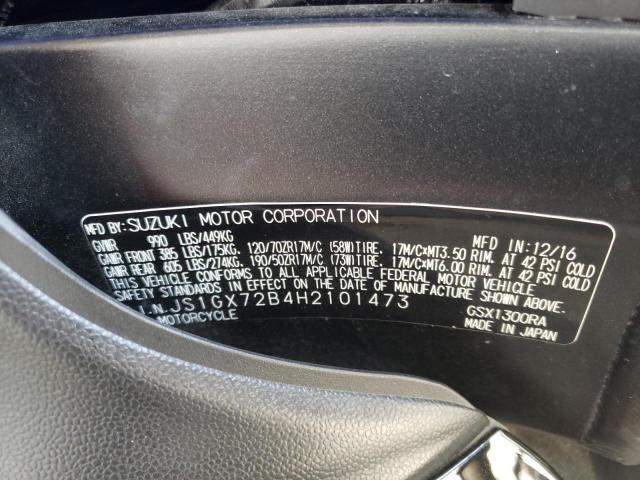 MFD BY: SUZUKI MOTOR CORPORATION MFD IN: 12/16
GVWR 990 LBS/449KG
GAWR FRONT 385 LBS/175KG, 120/70ZR17M/C (58W)TIRE, 17M/C×MT3.50 RIM, AT 42 PSI COLD
GAWR REAR 605 LBS/274KG, 190/50ZR17M/C (73W)TIRE, 17M/C×MT6.00 RIM, AT 42 PSI COLD
THIS VEHICLE CONFORMS TO ALL APPLICABLE FEDERAL MOTOR VEHICLE
SAFETY STANDARDS IN EFFECT ON THE DATE OF MANUFACTURE SHOWN ABOVE.
I.N. JS1GX72B4H2101473 GSX1300RA
MOTORCYCLE MADE IN JAPAN